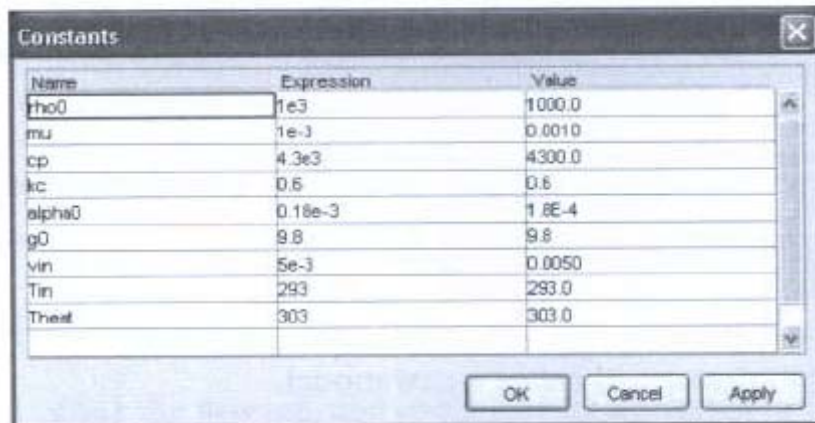 Constants
Name Expression Value
rho0 1e3 1000.0
mu 1e-3 0.0010
cp 4.3e3 4300.0
kc 0.6 0.6
alpha0 0.18e-3 1.8E-4
g0 9.8 9.8
vin 5e-3 0.0050
Tin 293 293.0
Theat 303 303.0
OK Cancel Apply